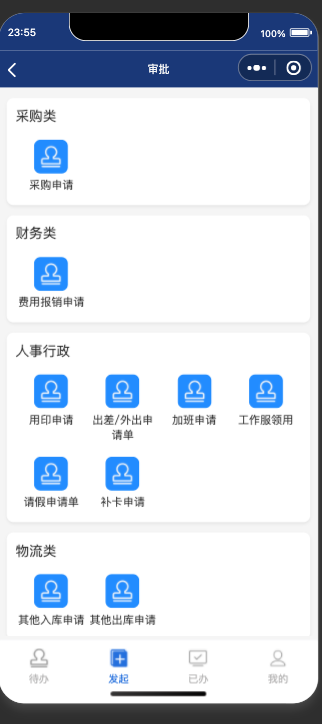 23:55
100%
审批
采购类
采购申请
财务类
费用报销申请
人事行政
用印申请
出差/外出申
请单
加班申请
工作服领用
请假申请单
补卡申请
物流类
其他入库申请
其他出库申请
待办
发起
已办
我的